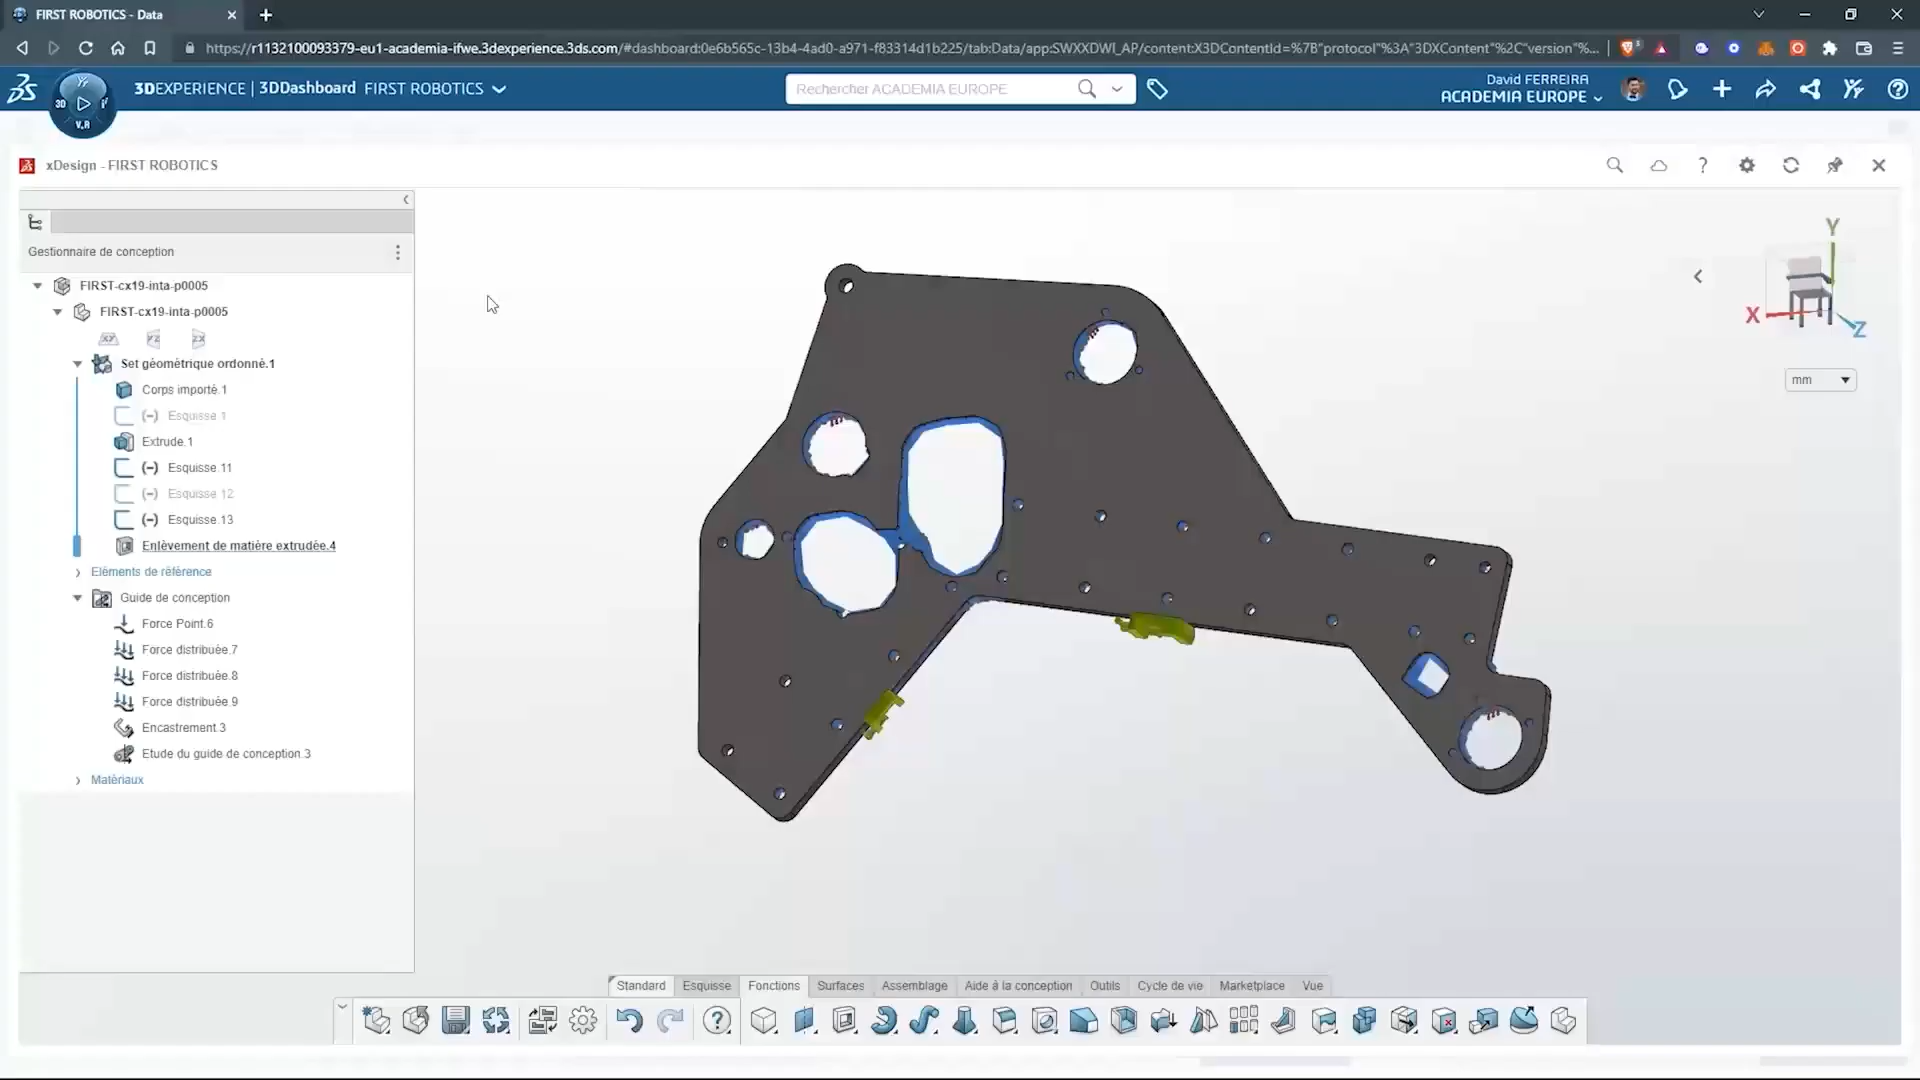 FIRST ROBOTICS - Data
https://r1132100093379-eu1-academia-ifwe.3dexperience.3ds.com/#dashboard:0e6b565c-13b4-4ad0-a971-f83314d1b225/tab:Data/app:SWXXDWI_AP/content:X3DContentId=%7B"protocol"%3A"3DXContent"%2C"version"%...
3DEXPERIENCE | 3DDashboard FIRST ROBOTICS
Rechercher ACADEMIA EUROPE
David FERREIRA
ACADEMIA EUROPE
3D
V.R
xDesign - FIRST ROBOTICS
Gestionnaire de conception
FIRST-cx19-inta-p0005
FIRST-cx19-inta-p0005
XY YZ ZX
Set géométrique ordonné.1
Corps importé.1
(-) Esquisse 1
Extrude.1
(-) Esquisse.11
(-) Esquisse 12
(-) Esquisse.13
Enlèvement de matière extrudée.4
Eléments de référence
Guide de conception
Force Point.6
Force distribuée.7
Force distribuée.8
Force distribuée 9
Encastrement 3
Etude du guide de conception.3
Matériaux
Y
X
Z
mm
Standard Esquisse Fonctions Surfaces Assemblage Aide à la conception Outils Cycle de vie Marketplace Vue